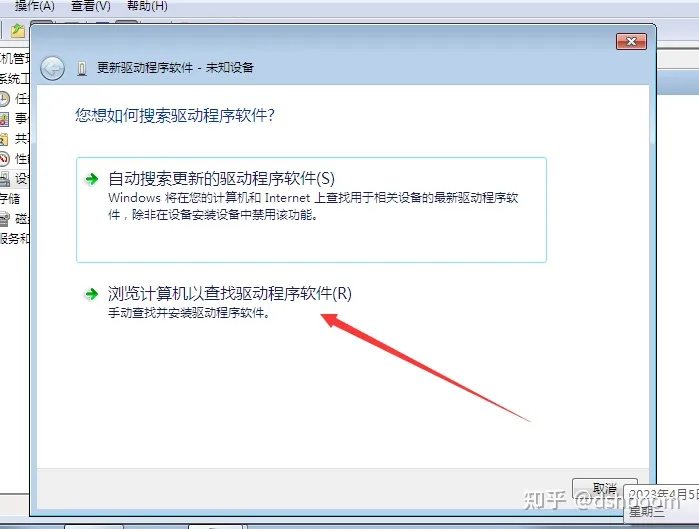 操作(A) 查看(V) 帮助(H)
更新驱动程序软件 - 未知设备
您想如何搜索驱动程序软件?
自动搜索更新的驱动程序软件(S)
Windows 将在您的计算机和 Internet 上查找用于相关设备的最新驱动程序软
件，除非在设备安装设备中禁用该功能。
浏览计算机以查找驱动程序软件(R)
手动查找并安装驱动程序软件。
机管
系统工
任
事
共
性能
设
存储
磁
服务和
取消
知乎 @dshboom
2023年4月5日
星期三